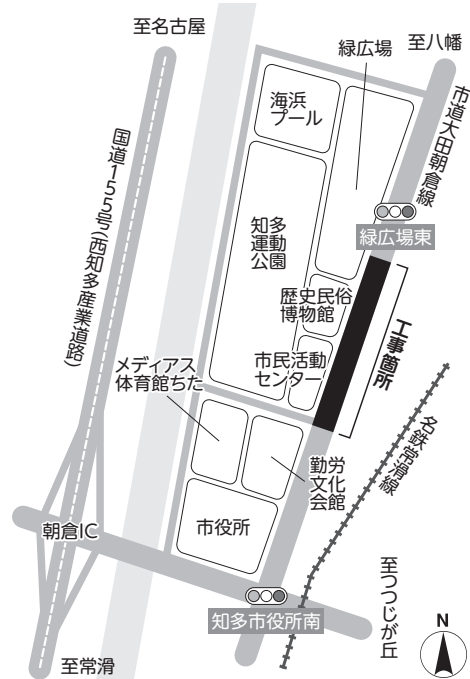 至名古屋
緑広場
至八幡
海浜
プール
市道大田朝倉線
国道155号(西知多産業道路)
緑広場東
知多
運動
公園
歴史民俗
博物館
工事箇所
市民活動
センター
メディアス
体育館ちた
名鉄常滑線
勤労
文化
会館
市役所
朝倉IC
至つつじが丘
知多市役所南
至常滑
N